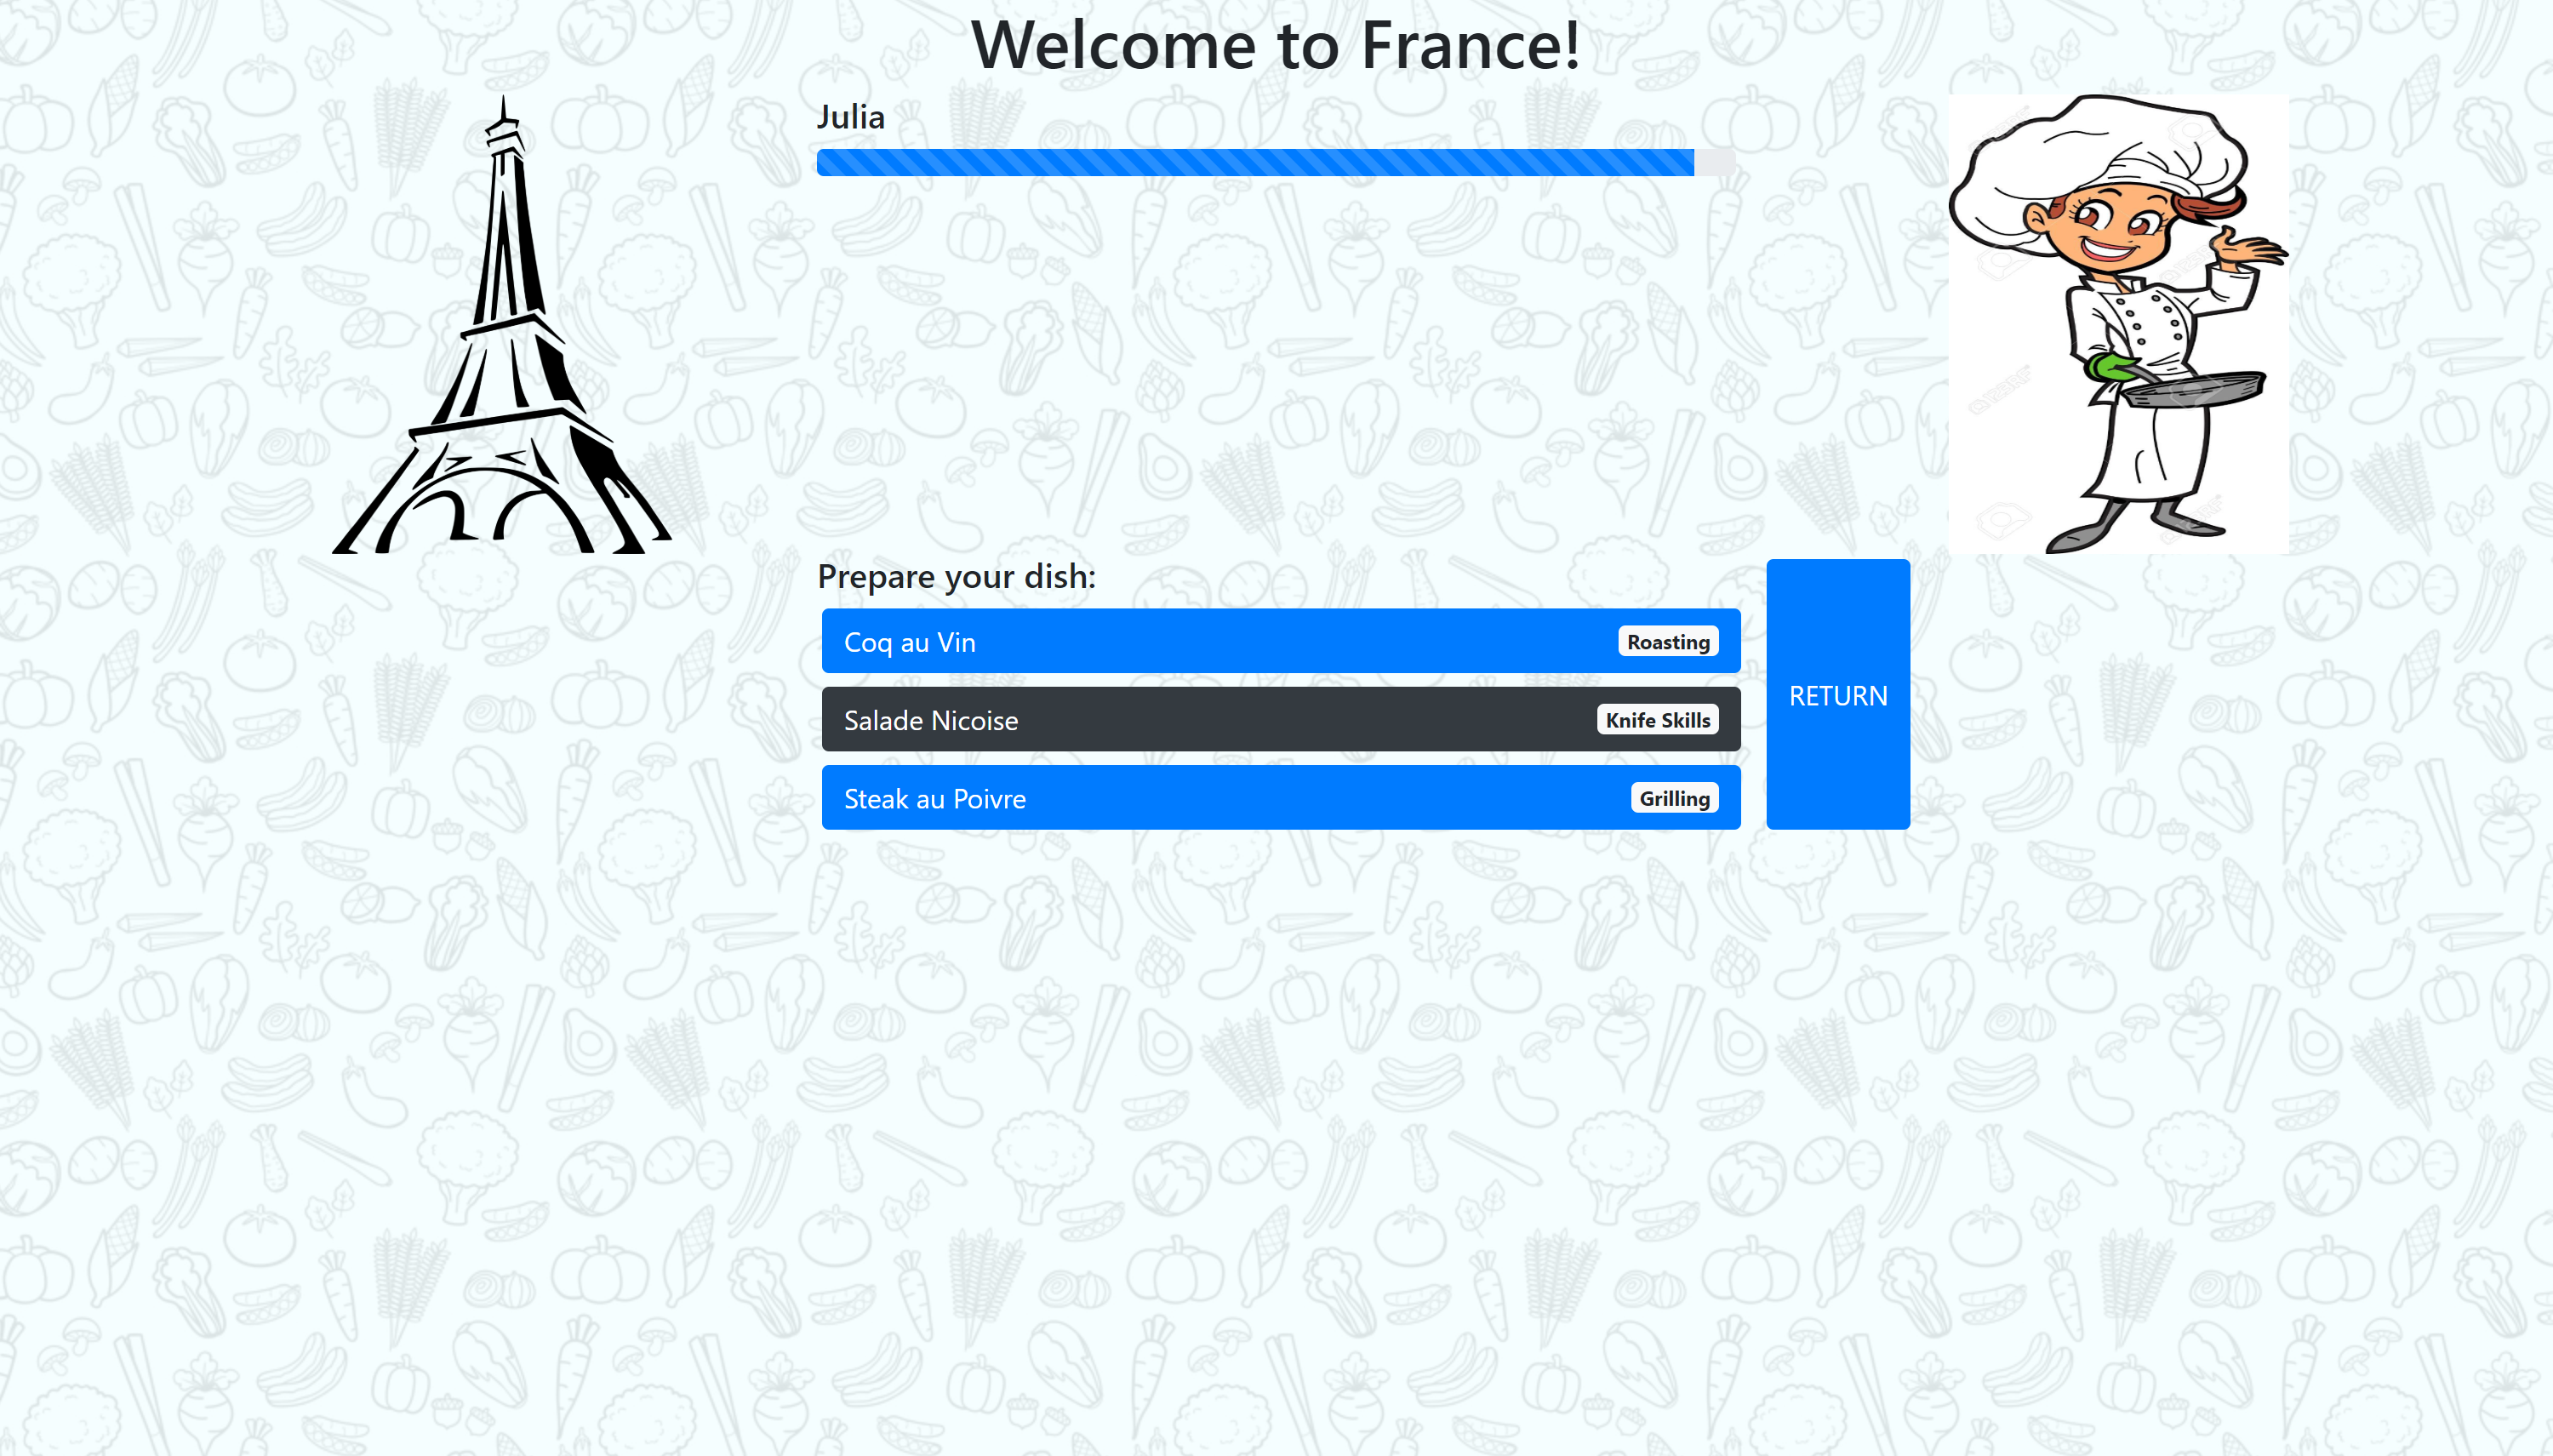 Welcome to France!
Julia
Prepare your dish:
Coq au Vin Roasting
Salade Nicoise Knife Skills
Steak au Poivre Grilling
RETURN